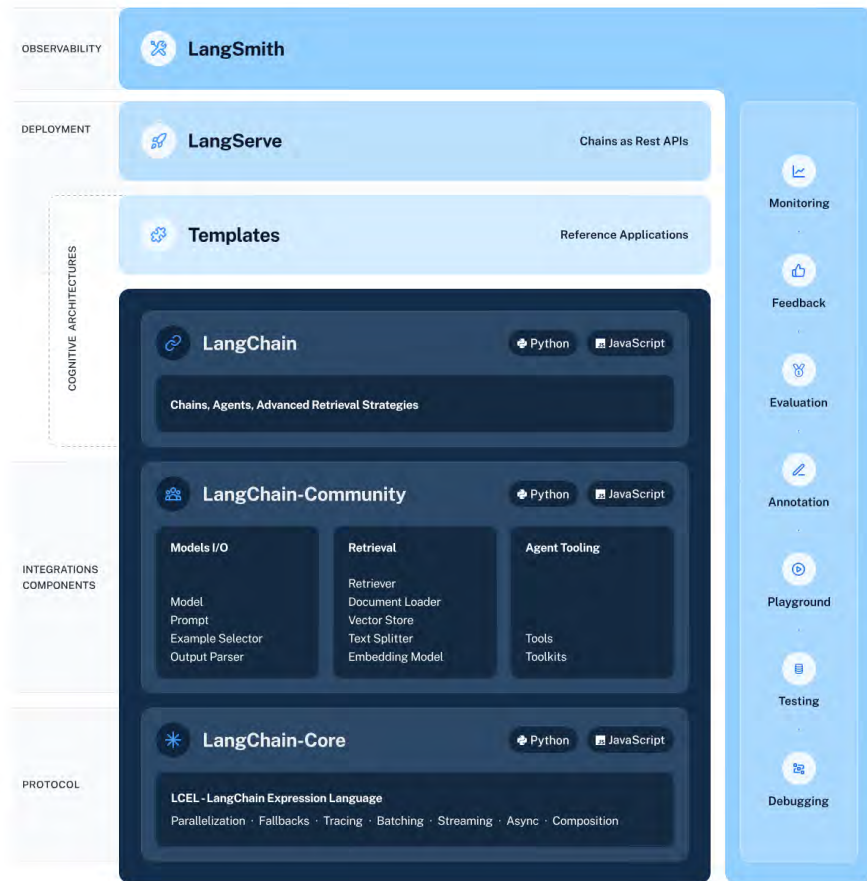 OBSERVABILITY
LangSmith
DEPLOYMENT
LangServe
Chains as Rest APIs
Templates
Reference Applications
COGNITIVE ARCHITECTURES
LangChain
Python
JavaScript
Chains, Agents, Advanced Retrieval Strategies
INTEGRATIONS
COMPONENTS
LangChain-Community
Python
JavaScript
Models I/O
Model
Prompt
Example Selector
Output Parser
Retrieval
Retriever
Document Loader
Vector Store
Text Splitter
Embedding Model
Agent Tooling
Tools
Toolkits
PROTOCOL
LangChain-Core
Python
JavaScript
LCEL - LangChain Expression Language
Parallelization · Fallbacks · Tracing · Batching · Streaming · Async · Composition
Monitoring
Feedback
Evaluation
Annotation
Playground
Testing
Debugging